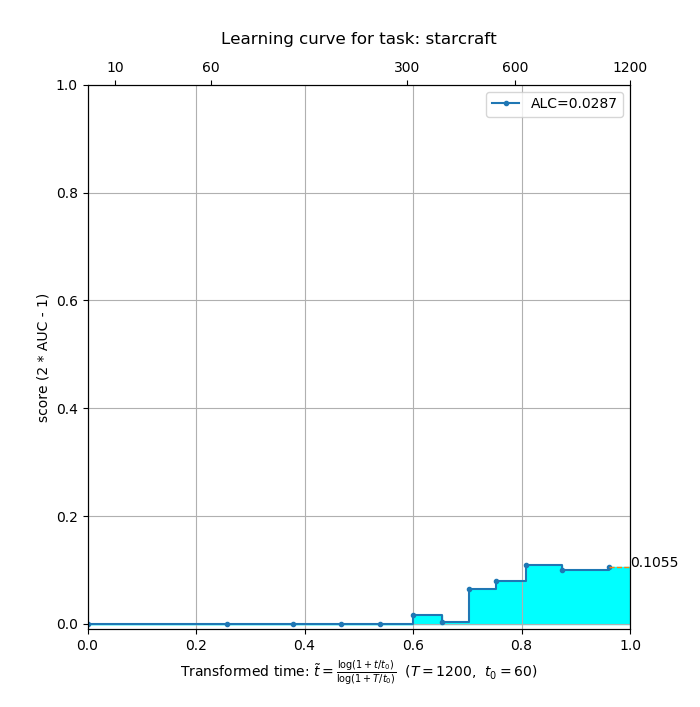 Learning curve for task: starcraft
10 60 300 600 1200
1.0
ALC=0.0287
0.8
0.6
score (2 * AUC - 1)
0.4
0.2
0.1055
0.0
0.0 0.2 0.4 0.6 0.8 1.0
Transformed time: t̃ = log(1 + t/t₀) / log(1 + T/t₀) (T = 1200, t₀ = 60)